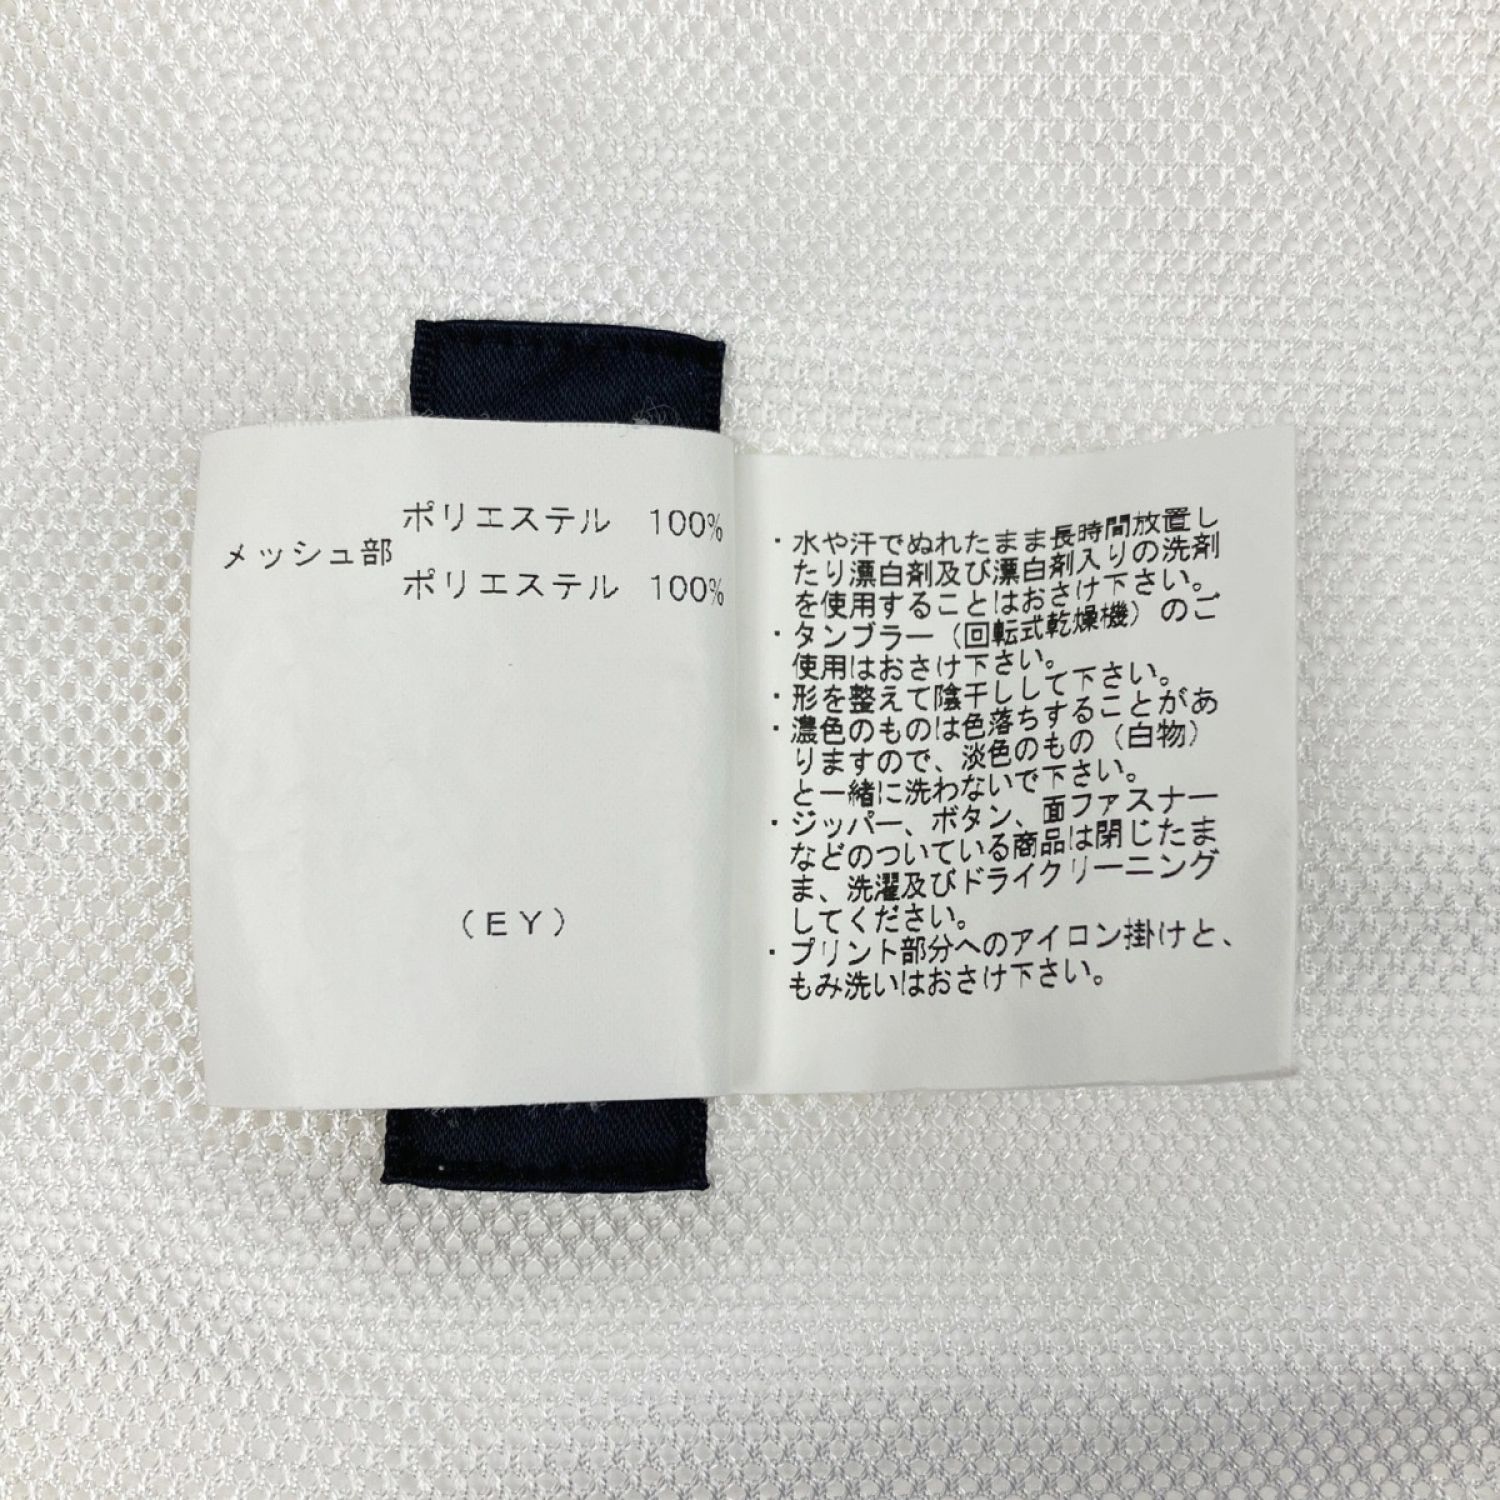 ポリエステル 100%
メッシュ部
ポリエステル 100%
(EY)
・水や汗でぬれたまま長時間放置し
たり漂白剤及び漂白剤入りの洗剤
を使用することはおさけ下さい。
・タンブラー(回転式乾燥機)のご
使用はおさけ下さい。
・形を整えて陰干しして下さい。
・濃色のものは色落ちすることがあ
りますので、淡色のもの(白物)
と一緒に洗わないで下さい。
・ジッパー、ボタン、面ファスナー
などのついている商品は閉じたま
ま、洗濯及びドライクリーニング
してください。
・プリント部分へのアイロン掛けと、
もみ洗いはおさけ下さい。